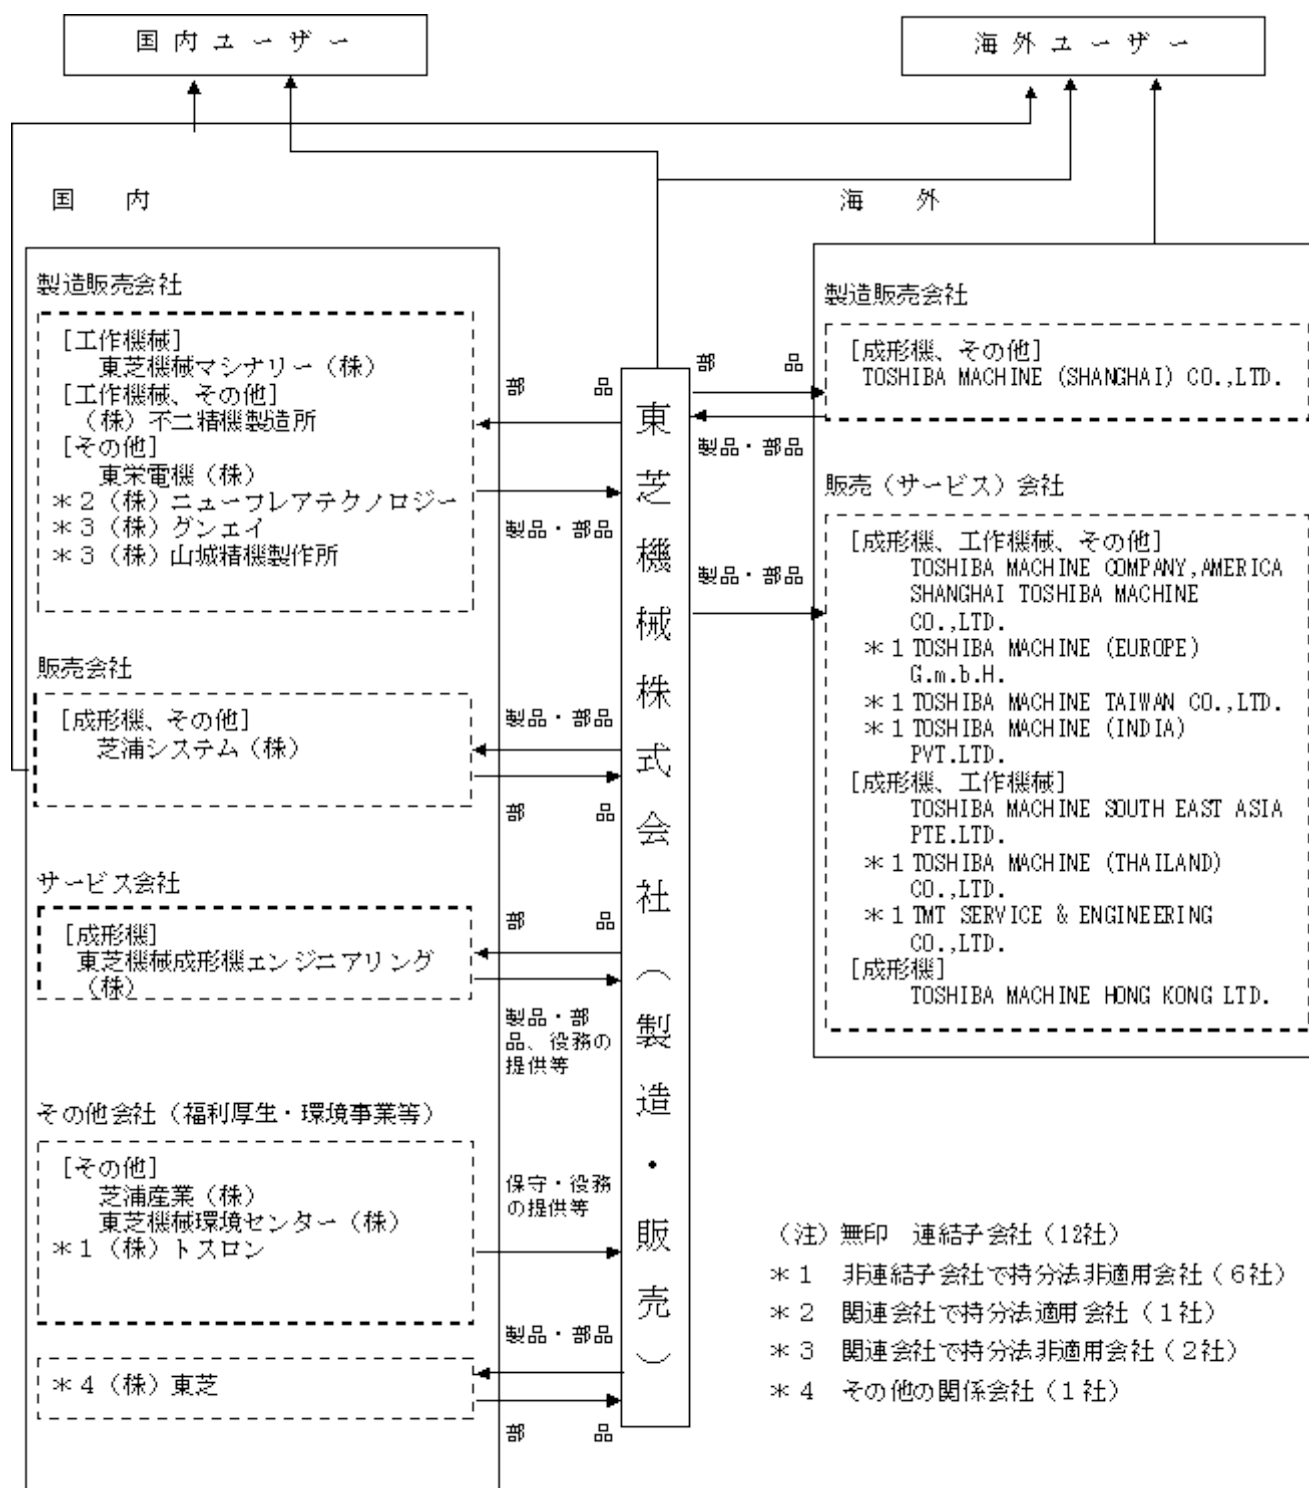 国内ユーザー
海外ユーザー
国　内
製造販売会社
[工作機械]
東芝機械マシナリー（株）
[工作機械、その他]
（株）不二精機製造所
[その他]
東栄電機（株）
＊２（株）ニューフレアテクノロジー
＊３（株）グンエイ
＊３（株）山城精機製作所
販売会社
[成形機、その他]
芝浦システム（株）
サービス会社
[成形機]
東芝機械成形機エンジニアリング
（株）
その他会社（福利厚生・環境事業等）
[その他]
芝浦産業（株）
東芝機械環境センター（株）
＊１（株）トスロン
＊４（株）東芝
部　品
製品・部品
製品・部品
部　品
部　品
製品・部
品、役務の
提供等
保守・役務
の提供等
製品・部品
部　品
東芝機械株式会社（製造・販売）
部　品
製品・部品
製品・部品
海　外
製造販売会社
[成形機、その他]
TOSHIBA MACHINE (SHANGHAI) CO.,LTD.
販売（サービス）会社
[成形機、工作機械、その他]
TOSHIBA MACHINE COMPANY,AMERICA
SHANGHAI TOSHIBA MACHINE
CO.,LTD.
＊1 TOSHIBA MACHINE (EUROPE)
G.m.b.H.
＊1 TOSHIBA MACHINE TAIWAN CO.,LTD.
＊1 TOSHIBA MACHINE (INDIA)
PVT.LTD.
[成形機、工作機械]
TOSHIBA MACHINE SOUTH EAST ASIA
PTE.LTD.
＊1 TOSHIBA MACHINE (THAILAND)
CO.,LTD.
＊1 TMT SERVICE & ENGINEERING
CO.,LTD.
[成形機]
TOSHIBA MACHINE HONG KONG LTD.
（注）無印　連結子会社（12社）
＊１　非連結子会社で持分法非適用会社（６社）
＊２　関連会社で持分法適用会社（１社）
＊３　関連会社で持分法非適用会社（２社）
＊４　その他の関係会社（１社）